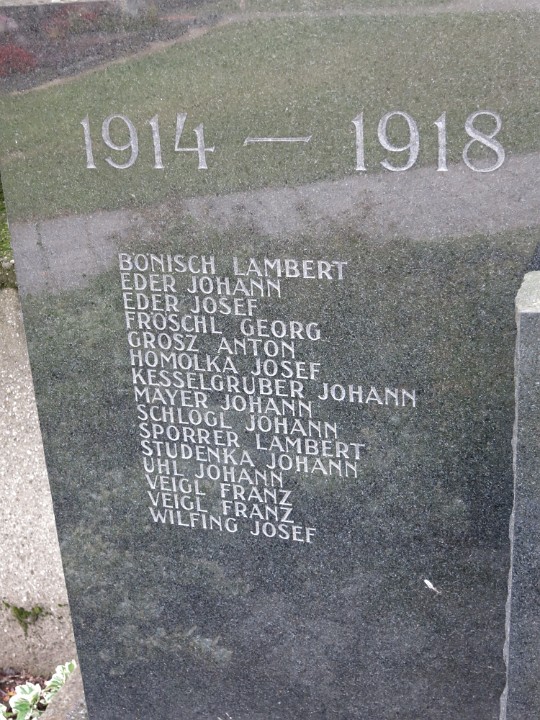 1914 — 1918
BÖNISCH LAMBERT
EDER JOHANN
EDER JOSEF
FRÖSCHL GEORG
GROSZ ANTON
HOMOLKA JOSEF
KESSELGRUBER JOHANN
MAYER JOHANN
SCHLÖGL JOHANN
SPORRER LAMBERT
STUDENKA JOHANN
UHL JOHANN
VEIGL FRANZ
VEIGL FRANZ
WILFING JOSEF